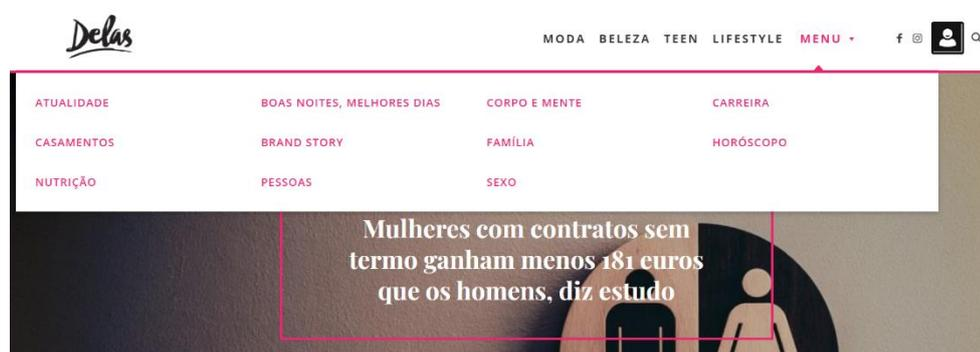 Delas
MODA BELEZA TEEN LIFESTYLE MENU
ATUALIDADE BOAS NOITES, MELHORES DIAS CORPO E MENTE CARREIRA
CASAMENTOS BRAND STORY FAMÍLIA HORÓSCOPO
NUTRIÇÃO PESSOAS SEXO
Mulheres com contratos sem
termo ganham menos 181 euros
que os homens, diz estudo